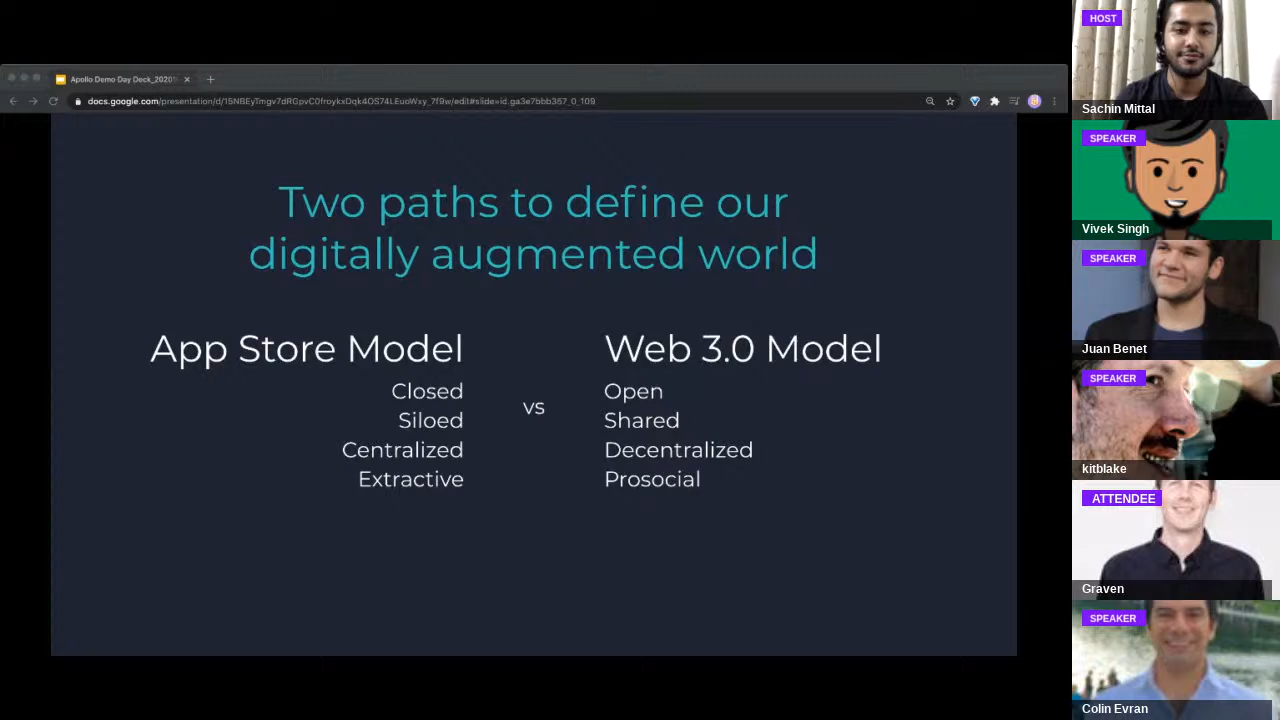 Apollo Demo Day Deck_2020
docs.google.com/presentation/d/15NBEyTmgv7dRGpvC0froykxDqk4OS74LEuoWxy_7f9w/edit#slide=id.ga3e7bbb357_0_109
Two paths to define our
digitally augmented world
App Store Model
Closed
Siloed
Centralized
Extractive
vs
Web 3.0 Model
Open
Shared
Decentralized
Prosocial
HOST
Sachin Mittal
SPEAKER
Vivek Singh
SPEAKER
Juan Benet
SPEAKER
kitblake
ATTENDEE
Graven
SPEAKER
Colin Evran